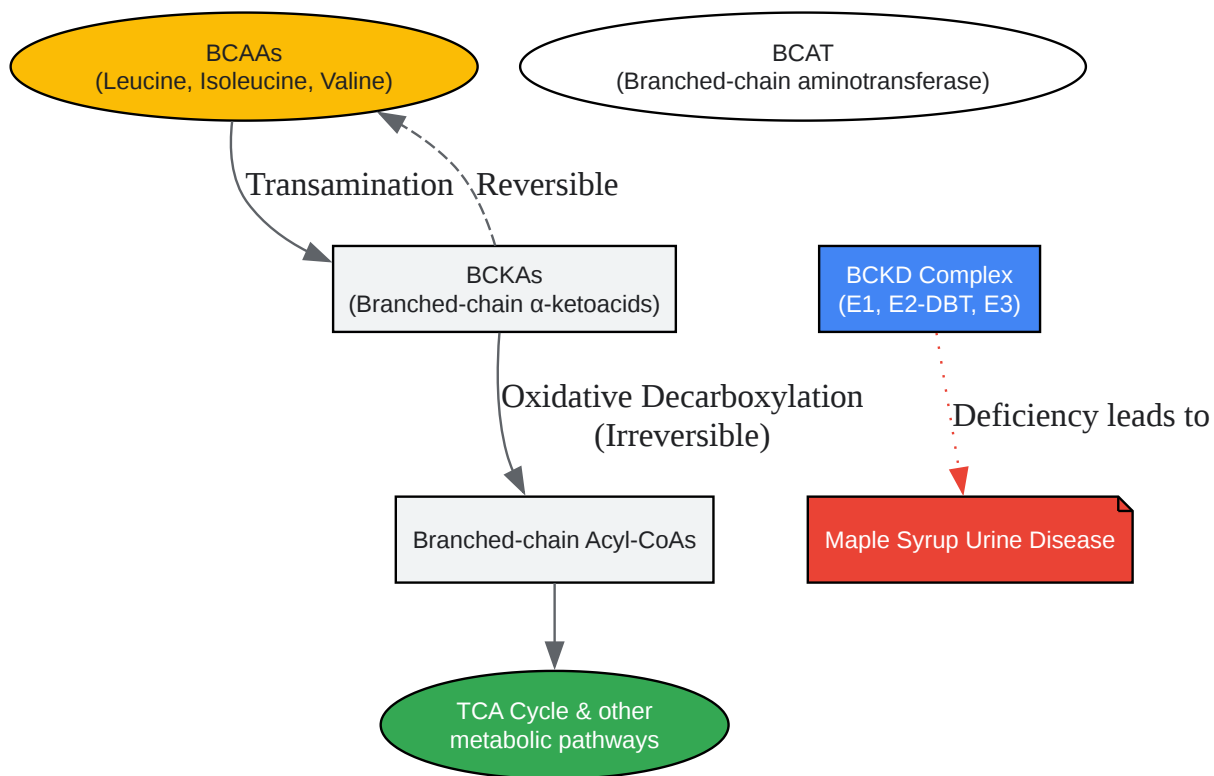 BCAAs
(Leucine, Isoleucine, Valine)
BCAT
(Branched-chain aminotransferase)
Transamination
Reversible
BCKAs
(Branched-chain α-ketoacids)
BCKD Complex
(E1, E2-DBT, E3)
Oxidative Decarboxylation
(Irreversible)
Deficiency leads to
Branched-chain Acyl-CoAs
Maple Syrup Urine Disease
TCA Cycle & other
metabolic pathways